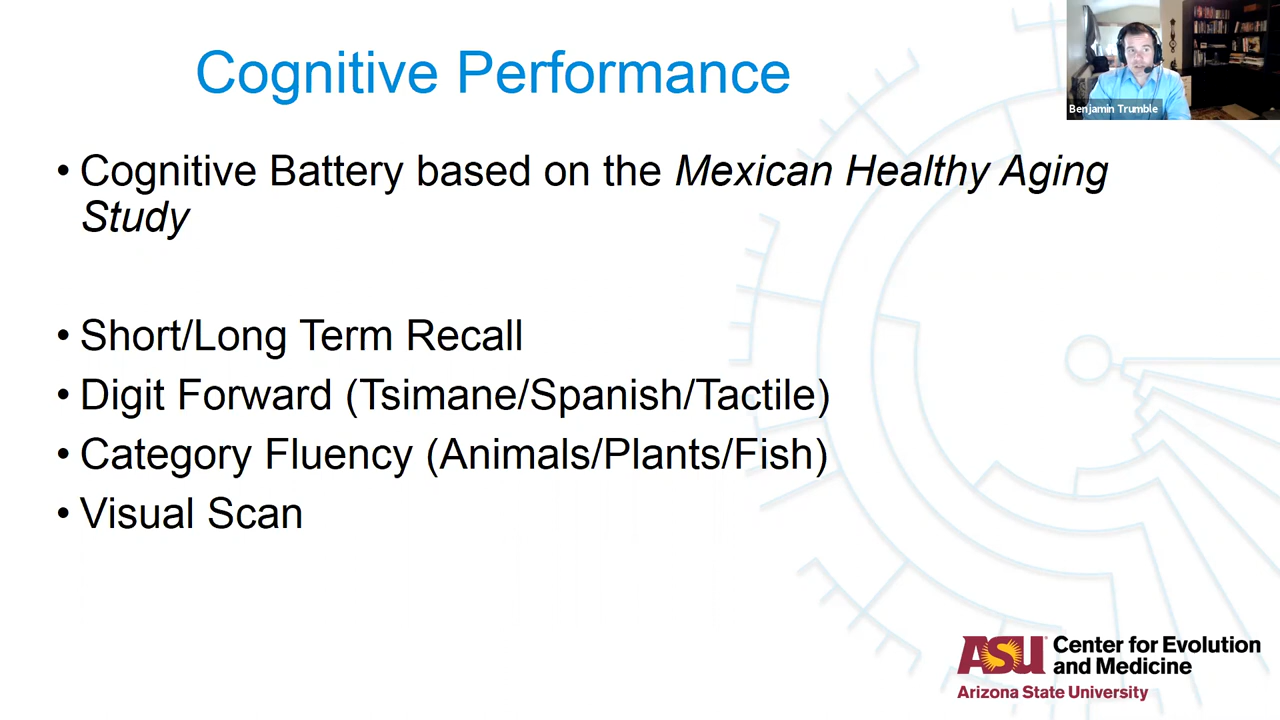 Cognitive Performance
Benjamin Trumble
• Cognitive Battery based on the Mexican Healthy Aging
Study
• Short/Long Term Recall
• Digit Forward (Tsimane/Spanish/Tactile)
• Category Fluency (Animals/Plants/Fish)
• Visual Scan
ASU Center for Evolution
and Medicine
Arizona State University